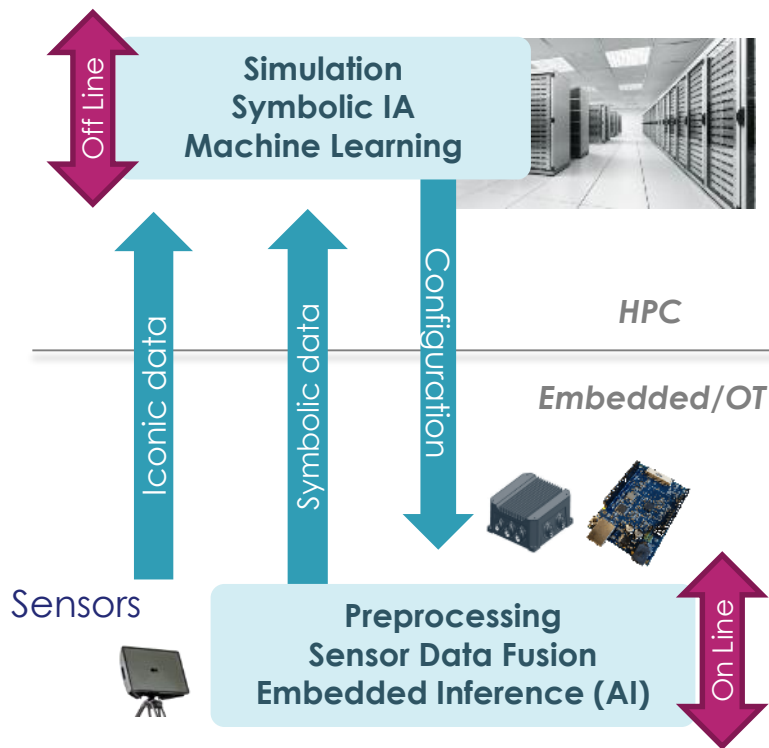 Off Line
Simulation
Symbolic IA
Machine Learning
Iconic data
Symbolic data
Configuration
HPC
Embedded/OT
Sensors
Preprocessing
Sensor Data Fusion
Embedded Inference (AI)
On Line